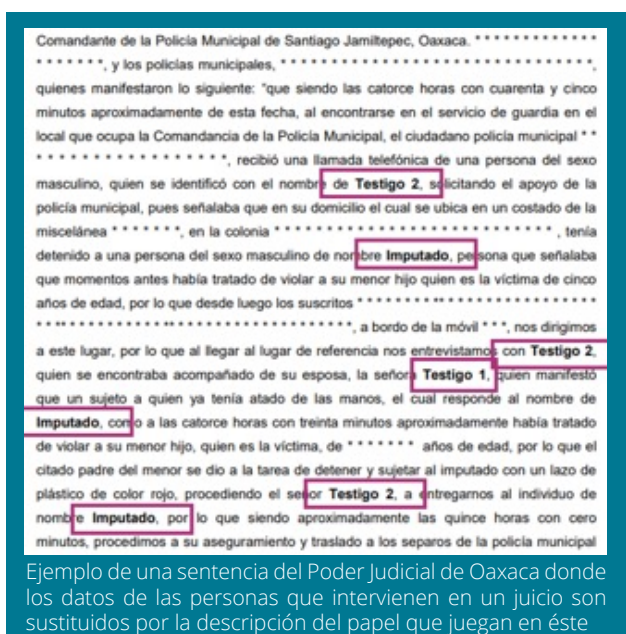 Comandante de la Policía Municipal de Santiago Jamiltepec, Oaxaca. * * * * * * * * * * * * *
* * * * * * *, y los policías municipales, * * * * * * * * * * * * * * * * * * * * * * * * * * * * * * * *,
quienes manifestaron lo siguiente: "que siendo las catorce horas con cuarenta y cinco
minutos aproximadamente de esta fecha, al encontrarse en el servicio de guardia en el
local que ocupa la Comandancia de la Policía Municipal, el ciudadano policía municipal * *
* * * * * * * * * * * * * * * * * *, recibió una llamada telefónica de una persona del sexo
masculino, quien se identificó con el nombre de Testigo 2, solicitando el apoyo de la
policía municipal, pues señalaba que en su domicilio el cual se ubica en un costado de la
miscelánea * * * * * * *, en la colonia * * * * * * * * * * * * * * * * * * * * * * * * * * * * , tenía
detenido a una persona del sexo masculino de nombre Imputado, persona que señalaba
que momentos antes había tratado de violar a su menor hijo quien es la víctima de cinco
años de edad, por lo que desde luego los suscritos * * * * * * * * ** * * * * * * * * * * * * * * * *
* * ** * * * * * * * * * * ** * * * * * * * * * * * * * * * * *, a bordo de la móvil * * *, nos dirigimos
a este lugar, por lo que al llegar al lugar de referencia nos entrevistamos con Testigo 2,
quien se encontraba acompañado de su esposa, la señora Testigo 1, quien manifestó
que un sujeto a quien ya tenía atado de las manos, el cual responde al nombre de
Imputado, como a las catorce horas con treinta minutos aproximadamente había tratado
de violar a su menor hijo, quien es la víctima, de * * * * * * * años de edad, por lo que el
citado padre del menor se dio a la tarea de detener y sujetar al imputado con un lazo de
plástico de color rojo, procediendo el señor Testigo 2, a entregarnos al individuo de
nombre Imputado, por lo que siendo aproximadamente las quince horas con cero
minutos, procedimos a su aseguramiento y traslado a los separos de la policía municipal
Ejemplo de una sentencia del Poder Judicial de Oaxaca donde
los datos de las personas que intervienen en un juicio son
sustituidos por la descripción del papel que juegan en éste